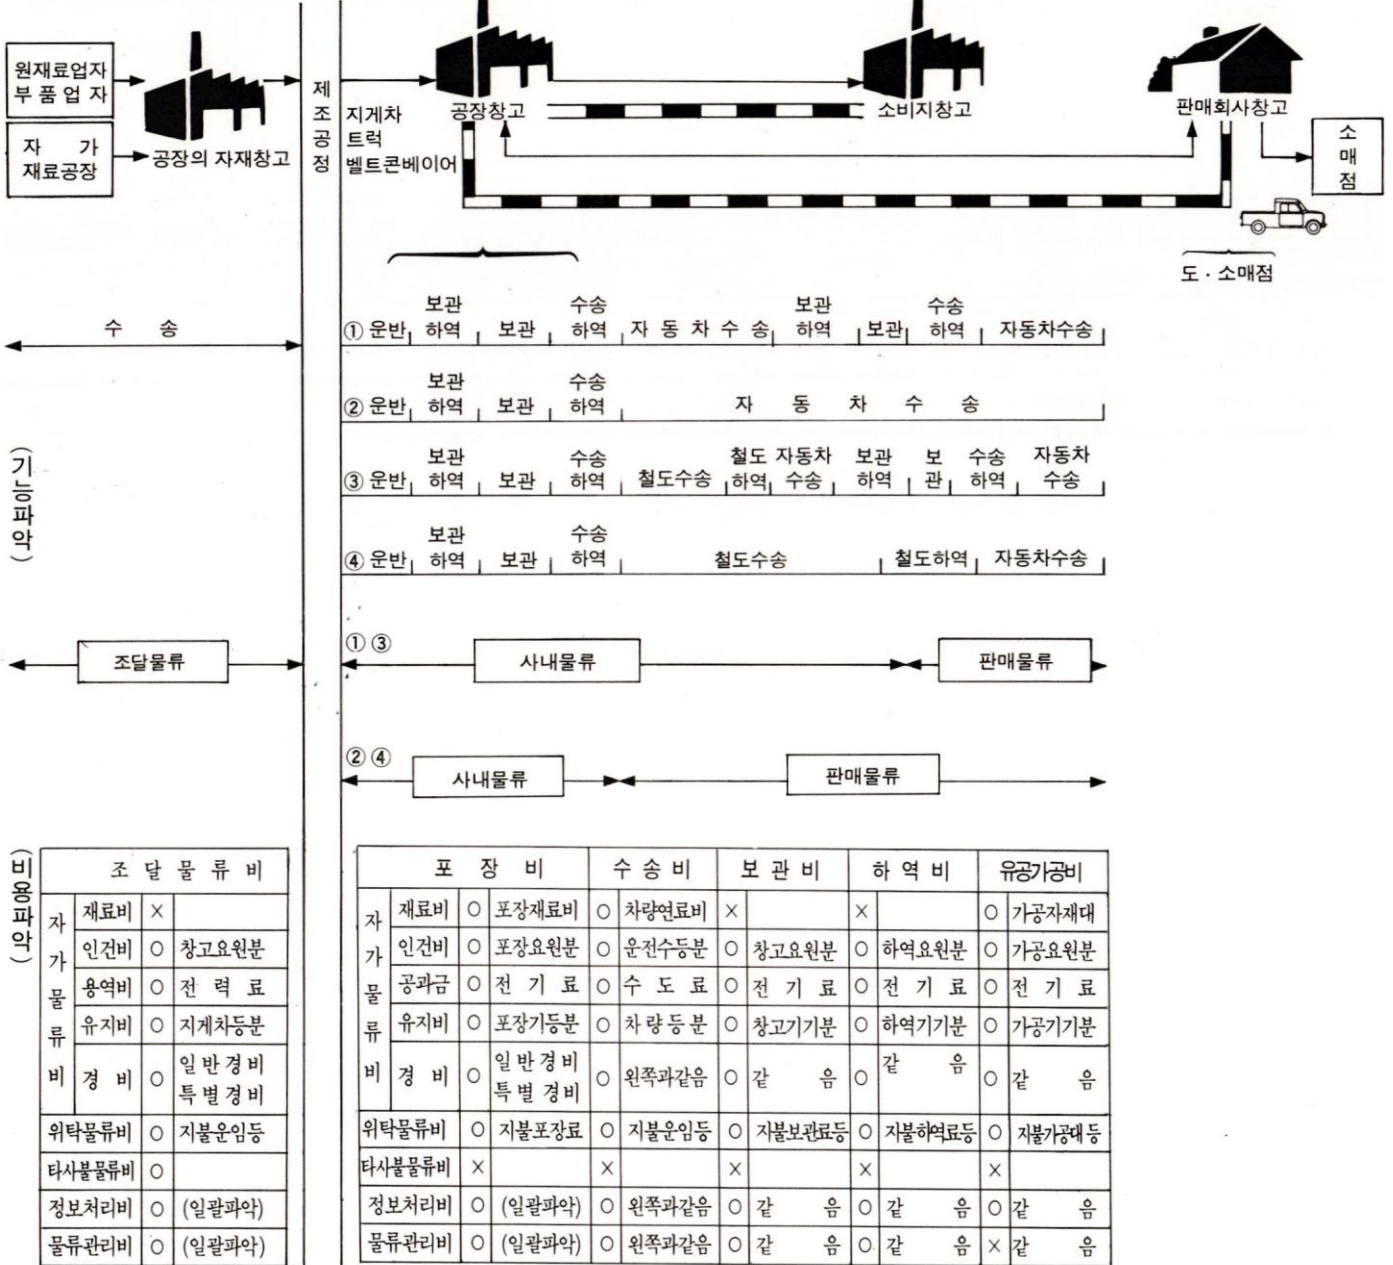 원재료업자
부 품 업 자
자 가
재료공장
공장의 자재창고
제조공정
지게차
트럭
벨트콘베이어
공장창고
소비지창고
판매회사창고
소매점
도 · 소매점
(기능파악)
수 송
보관 수송 보관 수송
① 운반 하역 보관 하역 자 동 차 수 송 하역 보관 하역 자동차수송
보관 수송
② 운반 하역 보관 하역 자 동 차 수 송
보관 수송 철도 자동차 보관 보 수송 자동차
③ 운반 하역 보관 하역 철도수송 하역 수송 하역 관 하역 수송
보관 수송
④ 운반 하역 보관 하역 철도수송 철도하역 자동차수송
조달물류
① ③
사내물류 판매물류
② ④
사내물류 판매물류
(비용파악)
조 달 물 류 비
자가물류비
재료비 ×
인건비 ○ 창고요원분
용역비 ○ 전 력 료
유지비 ○ 지게차등분
경 비 ○ 일반경비
특별경비
위탁물류비 ○ 지불운임등
타사불물류비 ○
정보처리비 ○ (일괄파악)
물류관리비 ○ (일괄파악)
포 장 비 수 송 비 보 관 비 하 역 비 유공가공비
자가물류비
재료비 ○ 포장재료비 ○ 차량연료비 × × ○ 가공자재대
인건비 ○ 포장요원분 ○ 운전수등분 ○ 창고요원분 ○ 하역요원분 ○ 가공요원분
공과금 ○ 전 기 료 ○ 수 도 료 ○ 전 기 료 ○ 전 기 료 ○ 전 기 료
유지비 ○ 포장기등분 ○ 차량등분 ○ 창고기기분 ○ 하역기기분 ○ 가공기기분
경 비 ○ 일반경비 ○ 왼쪽과같음 ○ 같 음 ○ 같 음 ○ 같 음
특별경비
위탁물류비 ○ 지불포장료 ○ 지불운임등 ○ 지불보관료등 ○ 지불하역료등 ○ 지불가공대등
타사불물류비 × × × × ×
정보처리비 ○ (일괄파악) ○ 왼쪽과같음 ○ 같 음 ○ 같 음 ○ 같 음
물류관리비 ○ (일괄파악) ○ 왼쪽과같음 ○ 같 음 ○ 같 음 × 같 음